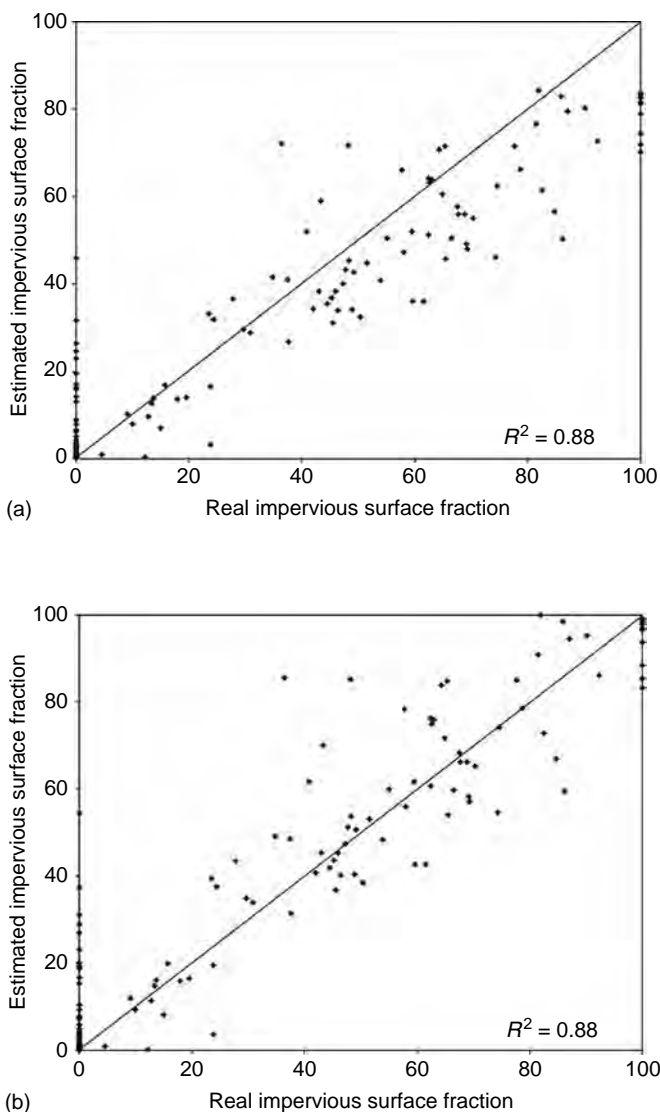 100
80
60
40
20
0
Estimated impervious surface fraction
R² = 0.88
0 20 40 60 80 100
(a) Real impervious surface fraction
100
80
60
40
20
0
Estimated impervious surface fraction
R² = 0.88
0 20 40 60 80 100
(b) Real impervious surface fraction